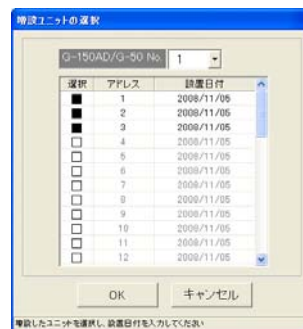 増設ユニットの選択
G-150AD/G-50 No. 1
選択 アドレス 設置日付
1 2008/11/05
2 2008/11/05
3 2008/11/05
4 2008/11/05
5 2008/11/05
6 2008/11/05
7 2008/11/05
8 2008/11/05
9 2008/11/05
10 2008/11/05
11 2008/11/05
12 2008/11/05
OK キャンセル
増設したユニットを選択し、設置日付を入力してください